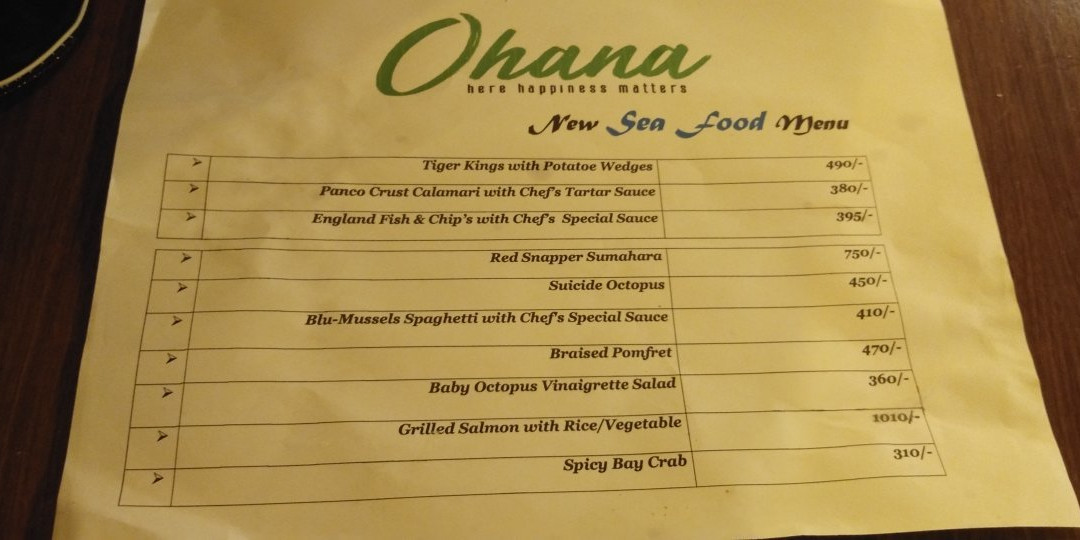 Ohana
here happiness matters
New Sea Food Menu
Tiger Kings with Potatoe Wedges 490/-
Panco Crust Calamari with Chef's Tartar Sauce 380/-
England Fish & Chip's with Chef's Special Sauce 395/-
Red Snapper Sumahara 750/-
Suicide Octopus 450/-
Blu-Mussels Spaghetti with Chef's Special Sauce 410/-
Braised Pomfret 470/-
Baby Octopus Vinaigrette Salad 360/-
Grilled Salmon with Rice/Vegetable 1010/-
Spicy Bay Crab 310/-